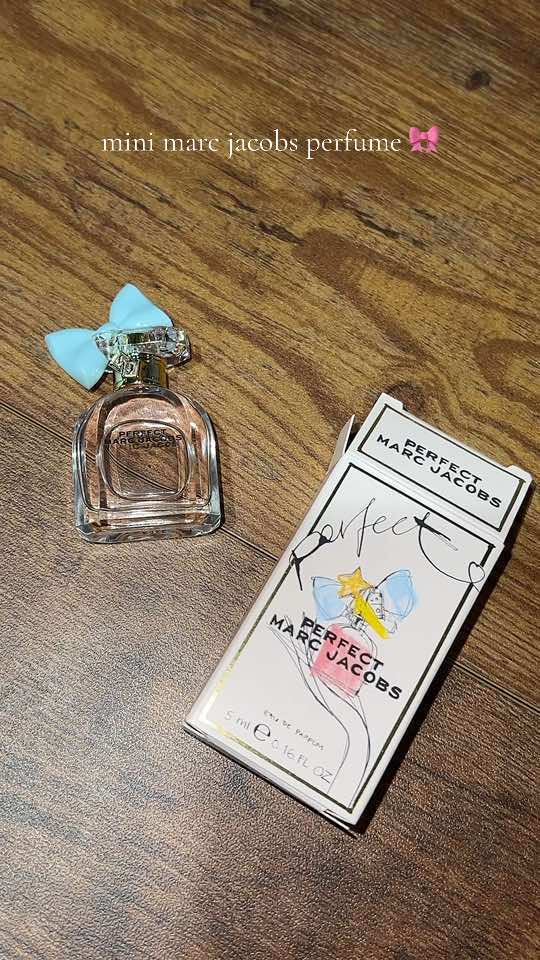 mini marc jacobs perfume 🎀
PERFECT
MARC JACOBS
PERFECT
MARC JACOBS
perfect
PERFECT
MARC JACOBS
EAU DE PARFUM
5 ml e 0.16 FL OZ